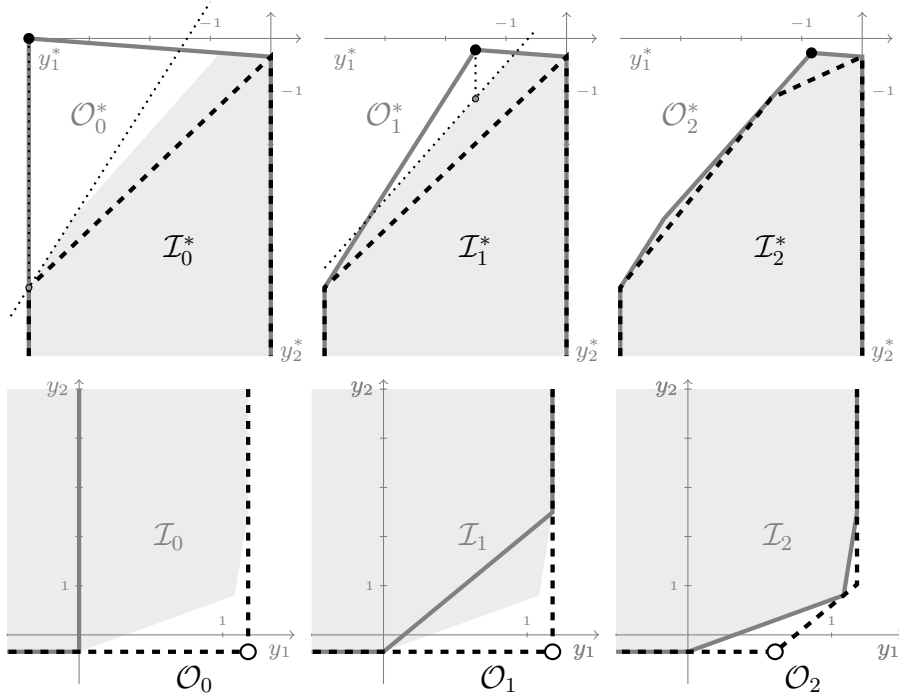 −1 −1 −1
y₁* y₁* y₁*
−1 −1 −1
𝒪₀* 𝒪₁* 𝒪₂*
ℐ₀* ℐ₁* ℐ₂*
y₂* y₂* y₂*
y₂ y₂ y₂
ℐ₀ ℐ₁ ℐ₂
1 1 1
1 1 1
y₁ y₁ y₁
𝒪₀ 𝒪₁ 𝒪₂